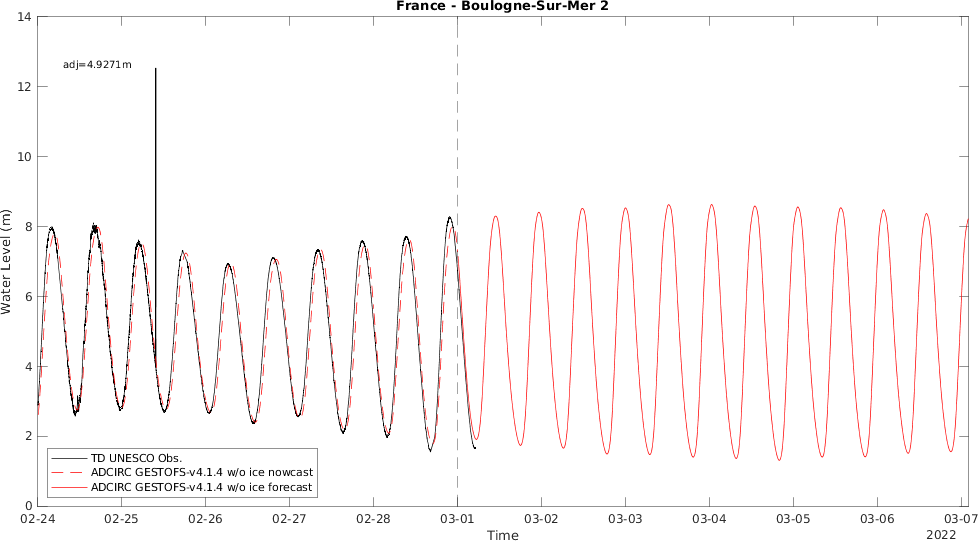 France - Boulogne-Sur-Mer 2
14
12
10
8
6
4
2
0
Water Level (m)
adj=4.9271m
TD UNESCO Obs.
ADCIRC GESTOFS-v4.1.4 w/o ice nowcast
ADCIRC GESTOFS-v4.1.4 w/o ice forecast
02-24 02-25 02-26 02-27 02-28 03-01 03-02 03-03 03-04 03-05 03-06 03-07
Time
2022